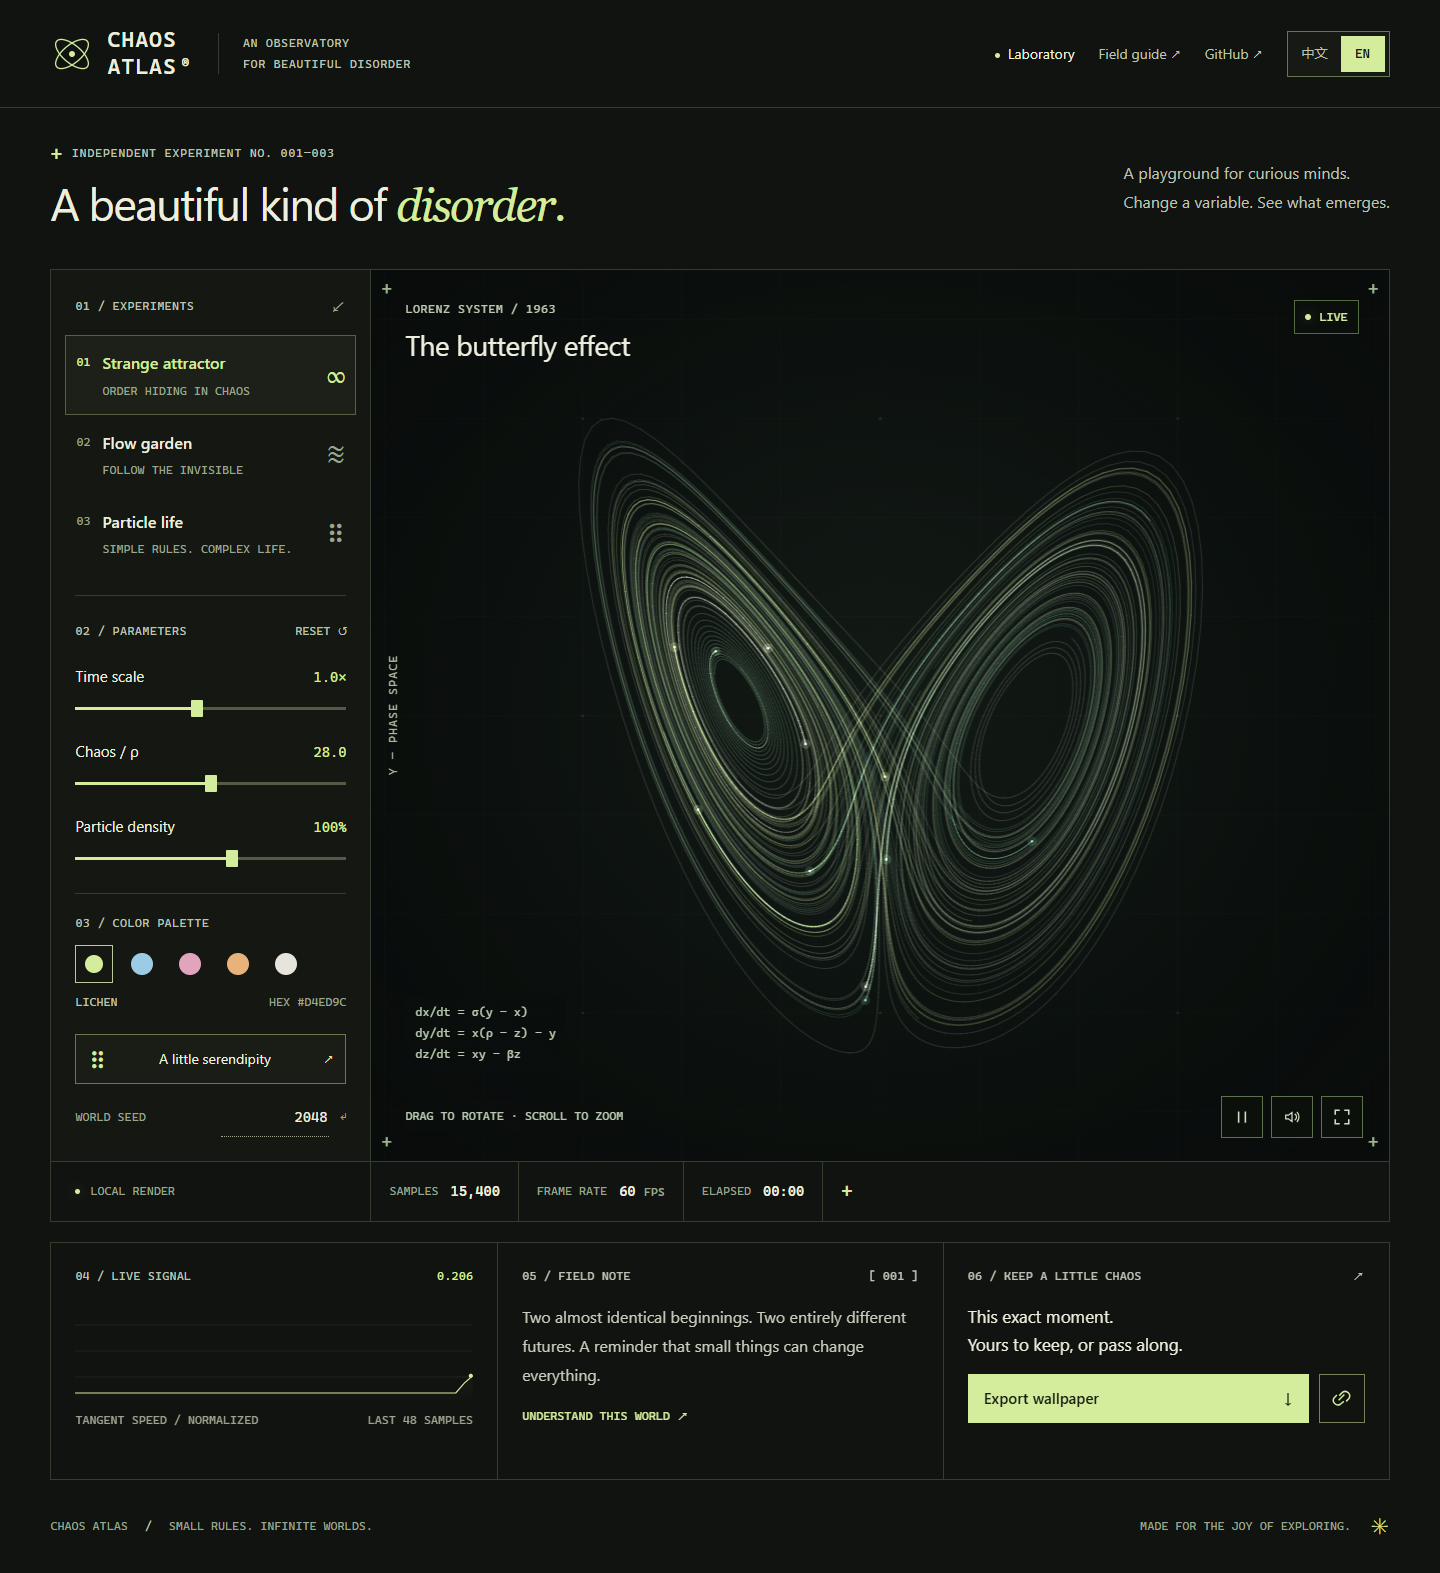 CHAOS
ATLAS®
AN OBSERVATORY
FOR BEAUTIFUL DISORDER
Laboratory
Field guide ↗
GitHub ↗
中文
EN
+ INDEPENDENT EXPERIMENT NO. 001—003
A beautiful kind of disorder.
A playground for curious minds.
Change a variable. See what emerges.
01 / EXPERIMENTS ↙
01 Strange attractor ∞
ORDER HIDING IN CHAOS
02 Flow garden
FOLLOW THE INVISIBLE
03 Particle life
SIMPLE RULES. COMPLEX LIFE.
02 / PARAMETERS
RESET ↺
Time scale 1.0×
Chaos / ρ 28.0
Particle density 100%
03 / COLOR PALETTE
LICHEN
HEX #D4ED9C
A little serendipity ↗
WORLD SEED 2048 ↲
LORENZ SYSTEM / 1963
The butterfly effect
LIVE
Y — PHASE SPACE
dx/dt = σ(y − x)
dy/dt = x(ρ − z) − y
dz/dt = xy − βz
DRAG TO ROTATE · SCROLL TO ZOOM
LOCAL RENDER
SAMPLES 15,400
FRAME RATE 60 FPS
ELAPSED 00:00
+
04 / LIVE SIGNAL 0.206
TANGENT SPEED / NORMALIZED
LAST 48 SAMPLES
05 / FIELD NOTE [ 001 ]
Two almost identical beginnings. Two entirely different
futures. A reminder that small things can change
everything.
UNDERSTAND THIS WORLD ↗
06 / KEEP A LITTLE CHAOS ↗
This exact moment.
Yours to keep, or pass along.
Export wallpaper ↓
CHAOS ATLAS / SMALL RULES. INFINITE WORLDS.
MADE FOR THE JOY OF EXPLORING.